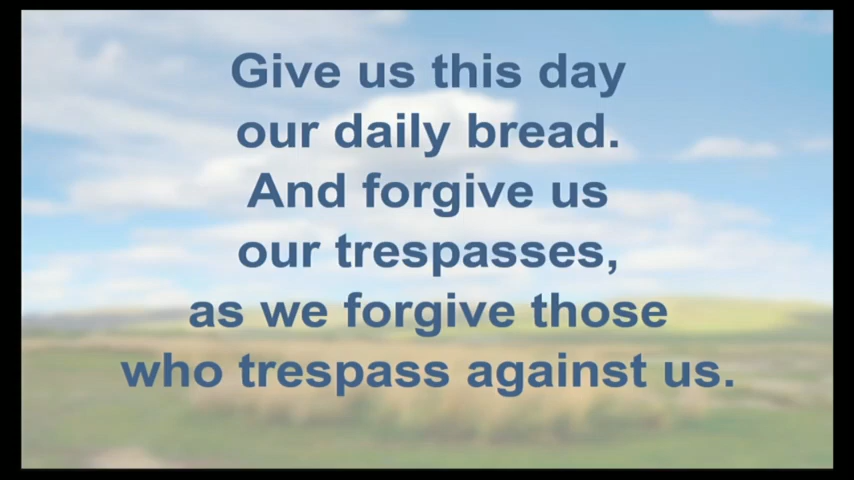 Give us this day
our daily bread.
And forgive us
our trespasses,
as we forgive those
who trespass against us.